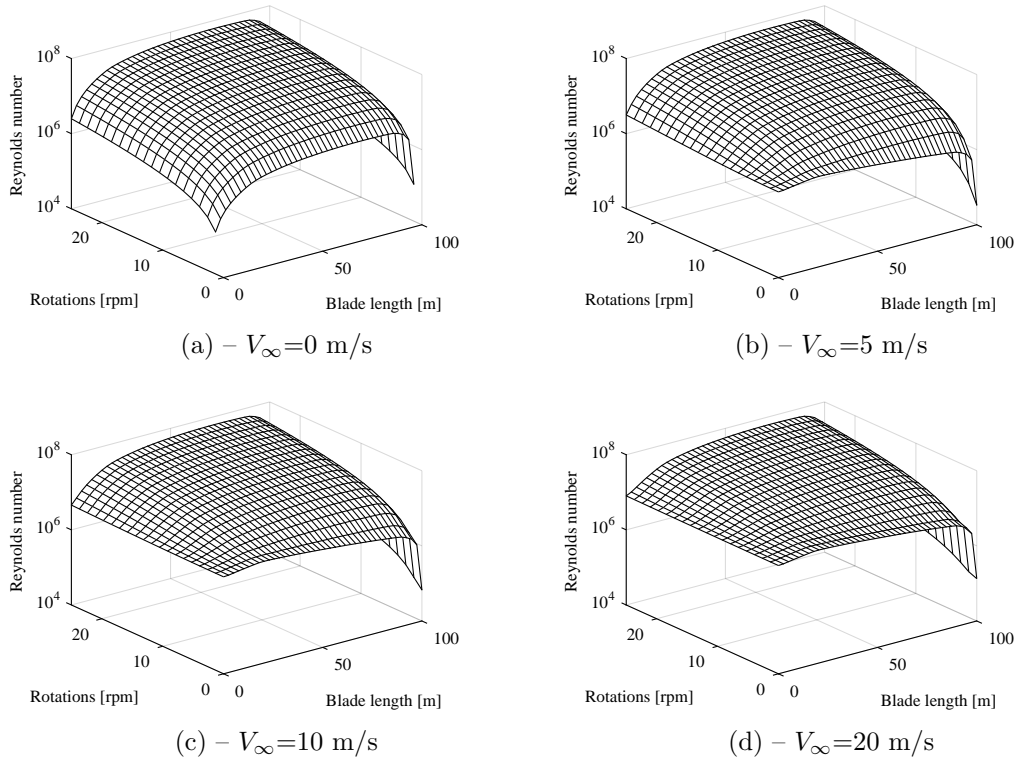 10^8
10^6
10^4
Reynolds number
20
10
0
Rotations [rpm]
0
50
100
Blade length [m]
(a) – V∞=0 m/s
10^8
10^6
10^4
Reynolds number
20
10
0
Rotations [rpm]
0
50
100
Blade length [m]
(b) – V∞=5 m/s
10^8
10^6
10^4
Reynolds number
20
10
0
Rotations [rpm]
0
50
100
Blade length [m]
(c) – V∞=10 m/s
10^8
10^6
10^4
Reynolds number
20
10
0
Rotations [rpm]
0
50
100
Blade length [m]
(d) – V∞=20 m/s